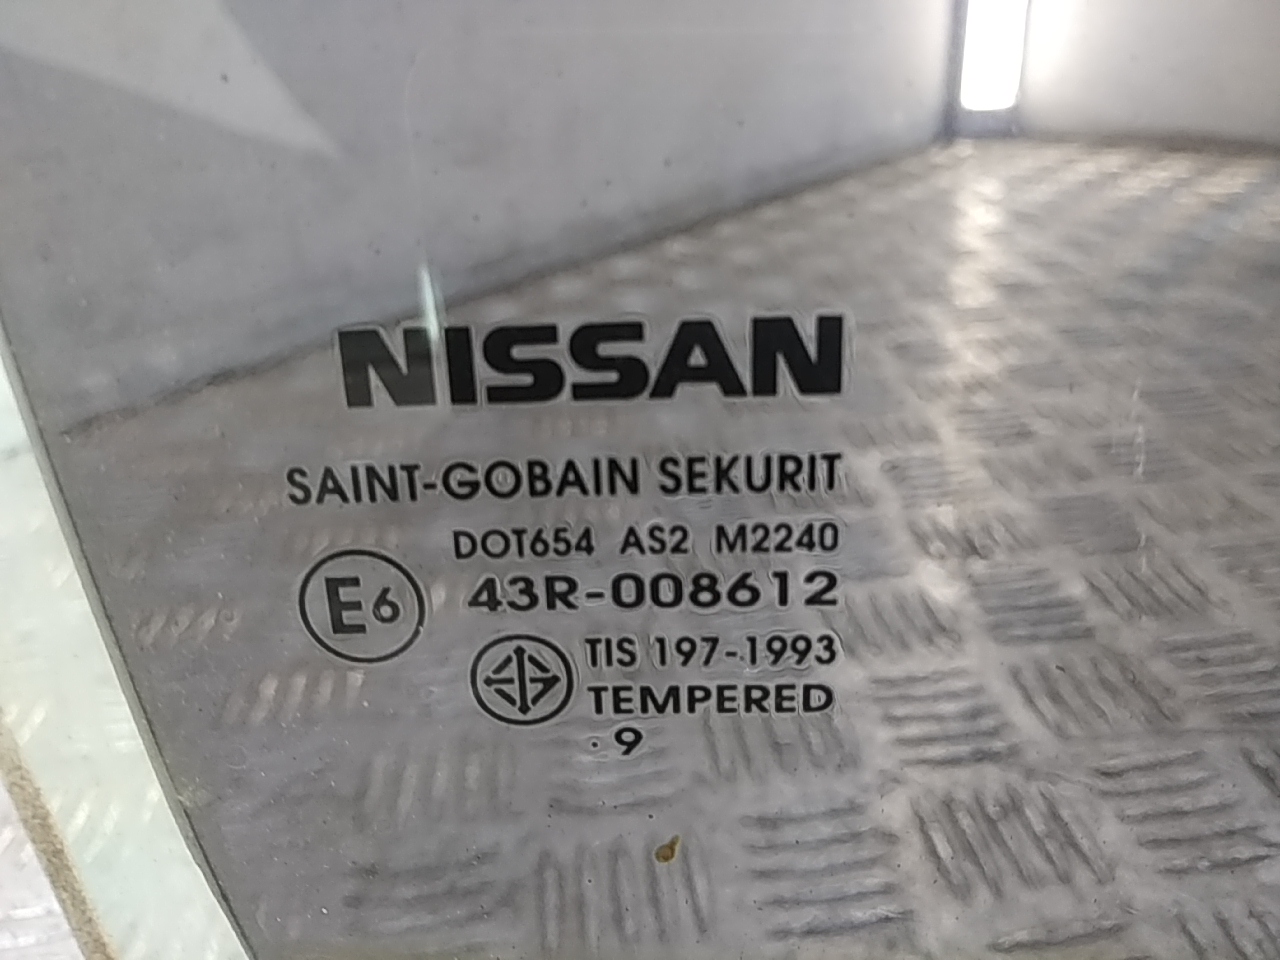 NISSAN
SAINT-GOBAIN SEKURIT
DOT654 AS2 M2240
E6 43R-008612
TIS 197-1993
TEMPERED
. 9